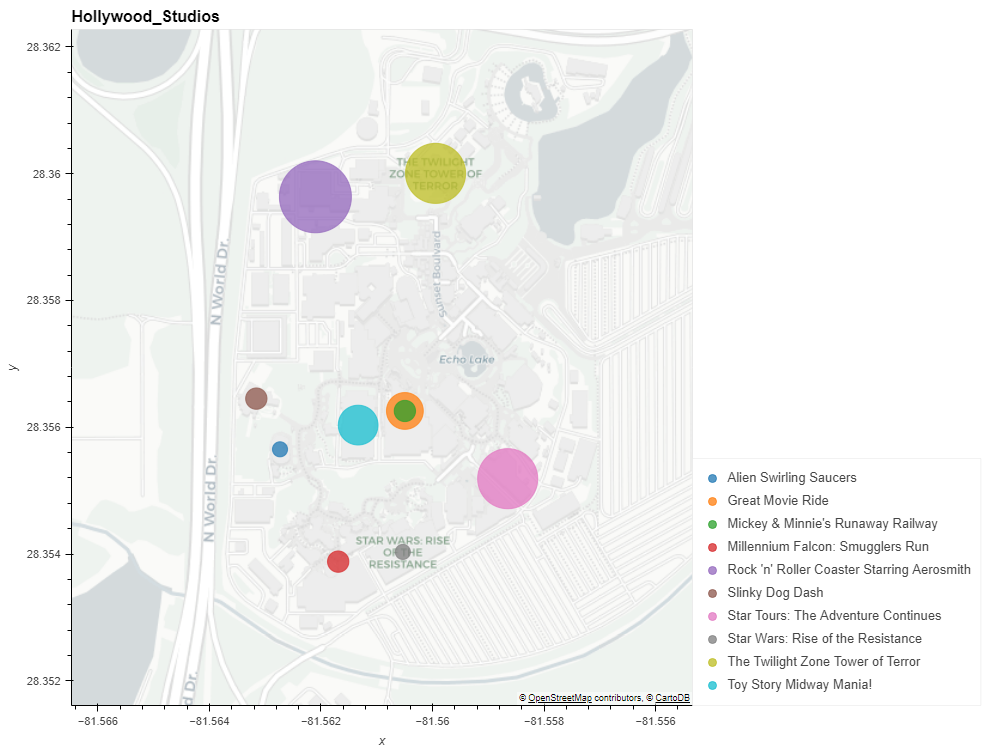 Hollywood_Studios
28.362
28.36
28.358
28.356
28.354
28.352
y
THE TWILIGHT
ZONE TOWER OF
TERROR
N World Dr.
Sunset Boulvard
Echo Lake
N World Dr.
STAR WARS: RISE
OF THE
RESISTANCE
d Dr.
© OpenStreetMap contributors, © CartoDB
−81.566
−81.564
−81.562
−81.56
−81.558
−81.556
x
Alien Swirling Saucers
Great Movie Ride
Mickey & Minnie's Runaway Railway
Millennium Falcon: Smugglers Run
Rock 'n' Roller Coaster Starring Aerosmith
Slinky Dog Dash
Star Tours: The Adventure Continues
Star Wars: Rise of the Resistance
The Twilight Zone Tower of Terror
Toy Story Midway Mania!